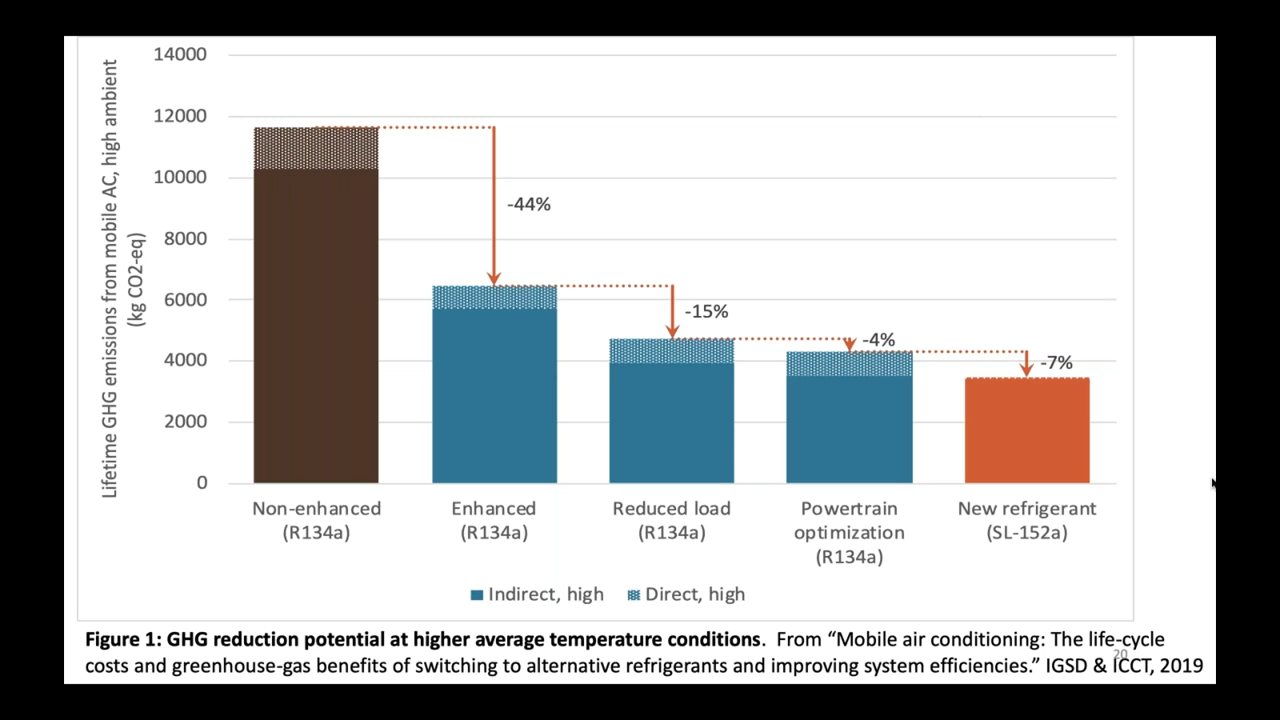 14000
12000
10000
8000
6000
4000
2000
0
Lifetime GHG emissions from mobile AC, high ambient
(kg CO2-eq)
-44%
-15%
-4%
-7%
Non-enhanced
(R134a)
Enhanced
(R134a)
Reduced load
(R134a)
Powertrain
optimization
(R134a)
New refrigerant
(SL-152a)
Indirect, high
Direct, high
Figure 1: GHG reduction potential at higher average temperature conditions. From “Mobile air conditioning: The life-cycle
costs and greenhouse-gas benefits of switching to alternative refrigerants and improving system efficiencies.” IGSD & ICCT, 2019
20